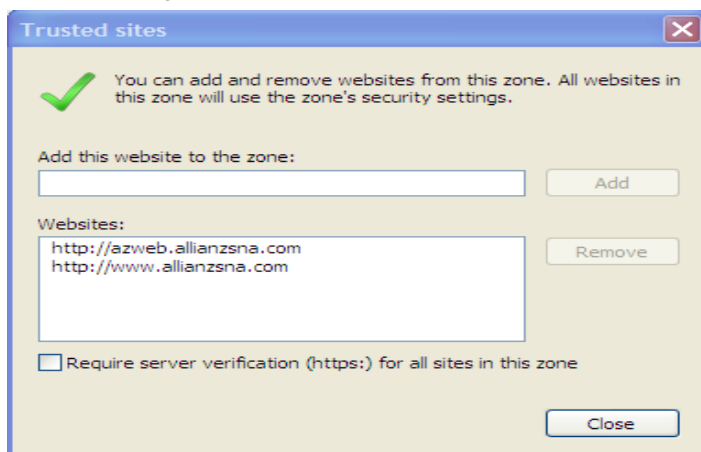 Trusted sites
You can add and remove websites from this zone. All websites in
this zone will use the zone's security settings.
Add this website to the zone:
Add
Websites:
http://azweb.allianzsna.com
http://www.allianzsna.com
Remove
Require server verification (https:) for all sites in this zone
Close